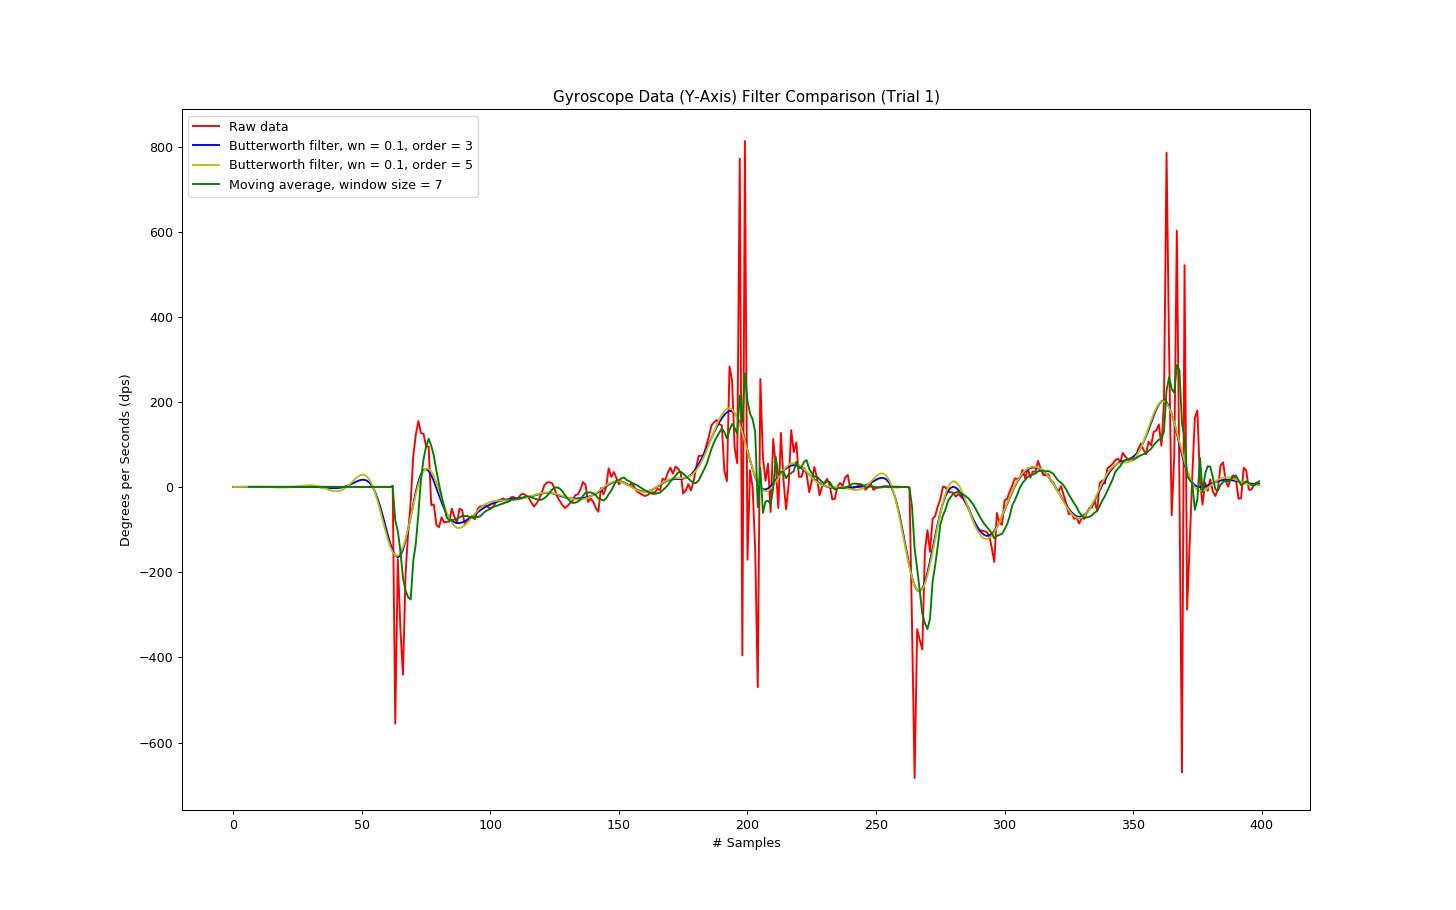 Gyroscope Data (Y-Axis) Filter Comparison (Trial 1)
Raw data
Butterworth filter, wn = 0.1, order = 3
Butterworth filter, wn = 0.1, order = 5
Moving average, window size = 7
Degrees per Seconds (dps)
800
600
400
200
0
−200
−400
−600
0 50 100 150 200 250 300 350 400
# Samples